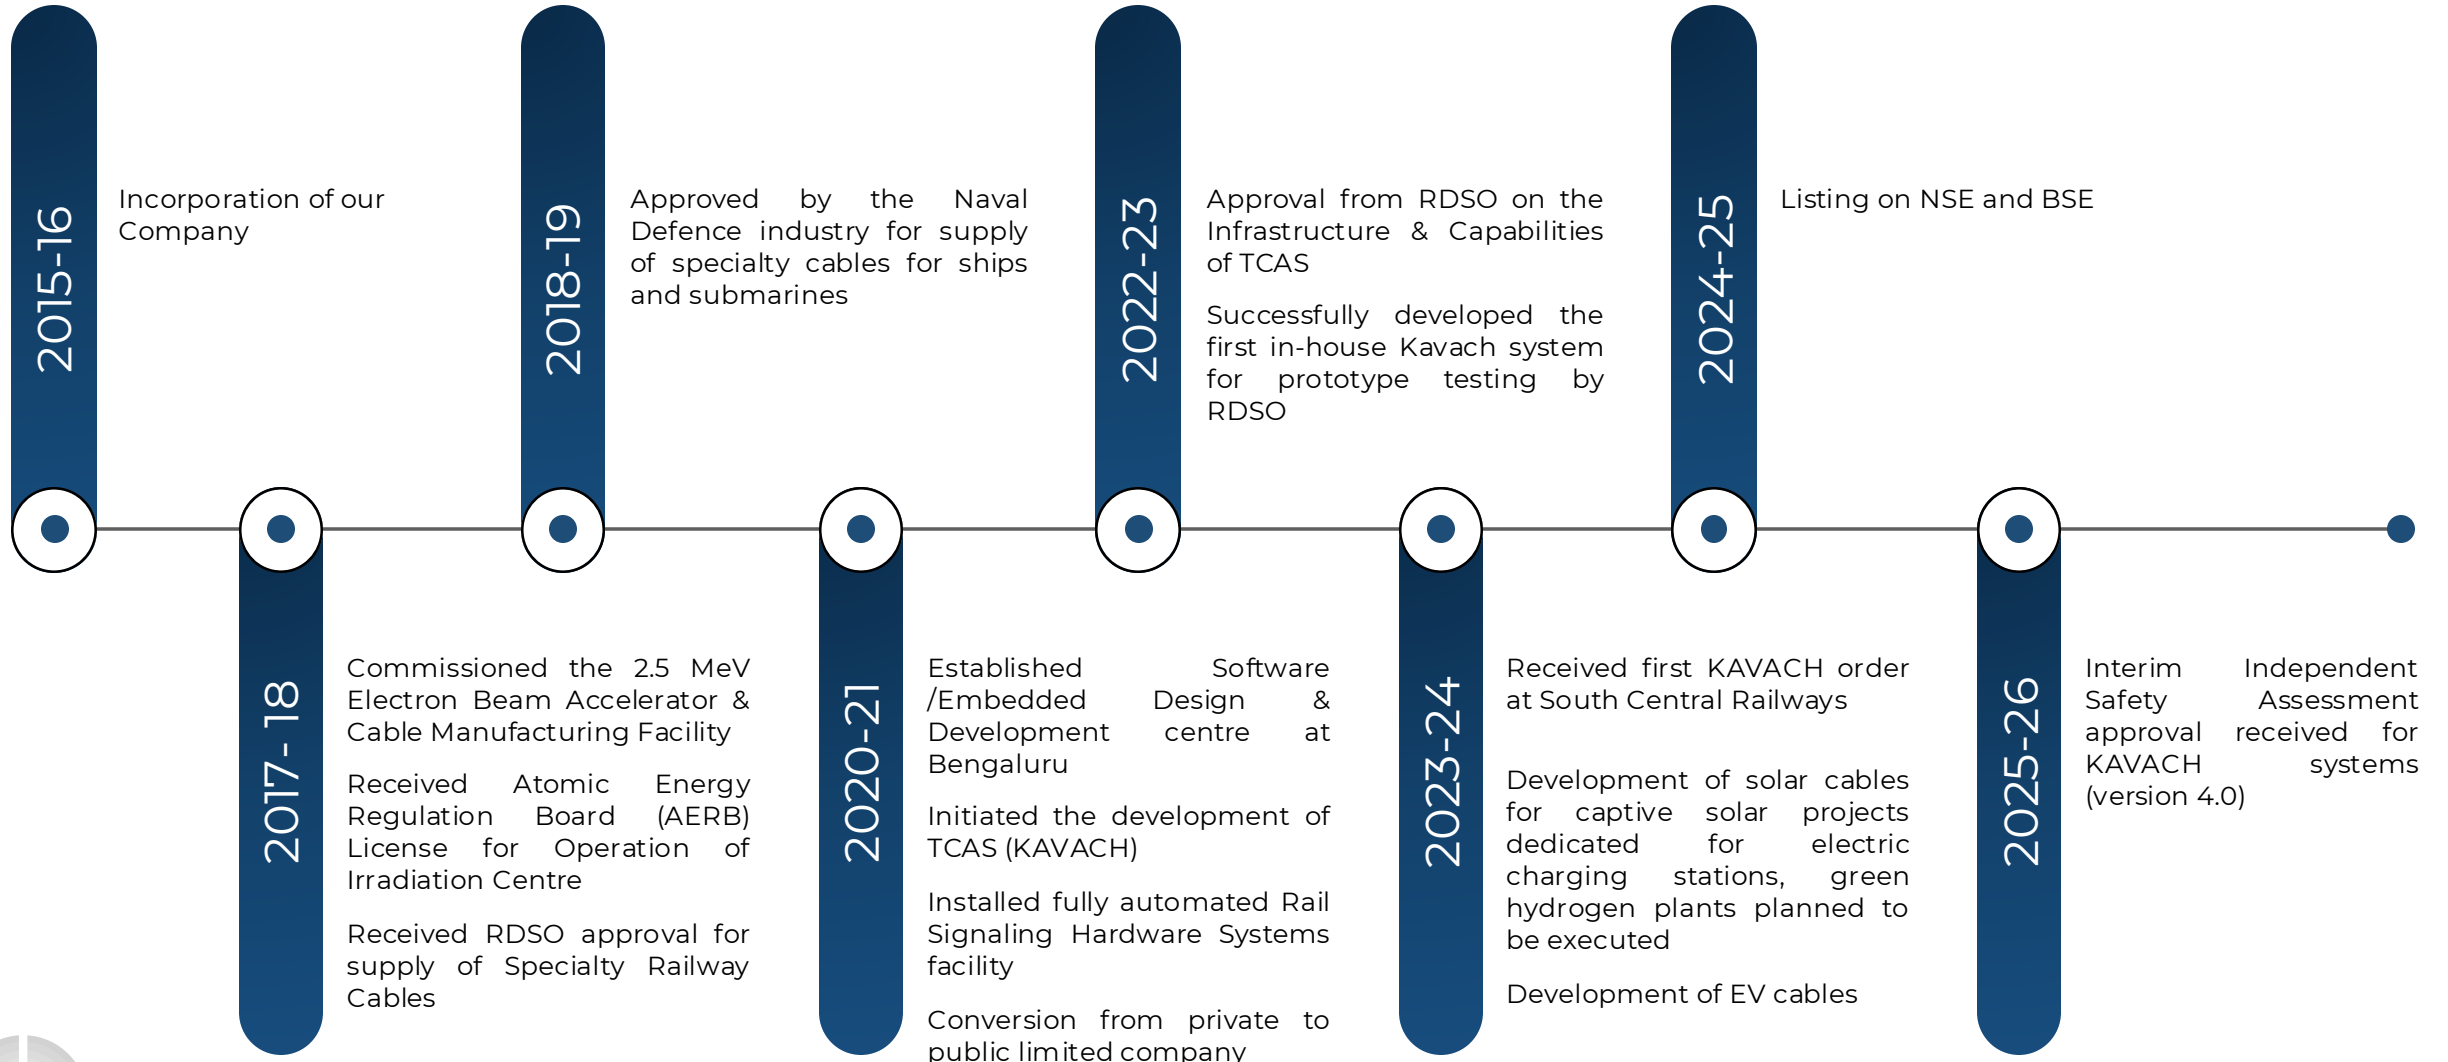 2015-16
Incorporation of our
Company
2017- 18
Commissioned the 2.5 MeV
Electron Beam Accelerator &
Cable Manufacturing Facility
Received Atomic Energy
Regulation Board (AERB)
License for Operation of
Irradiation Centre
Received RDSO approval for
supply of Specialty Railway
Cables
2018-19
Approved by the Naval
Defence industry for supply
of specialty cables for ships
and submarines
2020-21
Established Software
/Embedded Design &
Development centre at
Bengaluru
Initiated the development of
TCAS (KAVACH)
Installed fully automated Rail
Signaling Hardware Systems
facility
Conversion from private to
public limited company
2022-23
Approval from RDSO on the
Infrastructure & Capabilities
of TCAS
Successfully developed the
first in-house Kavach system
for prototype testing by
RDSO
2023-24
Received first KAVACH order
at South Central Railways
Development of solar cables
for captive solar projects
dedicated for electric
charging stations, green
hydrogen plants planned to
be executed
Development of EV cables
2024-25
Listing on NSE and BSE
2025-26
Interim Independent
Safety Assessment
approval received for
KAVACH systems
(version 4.0)